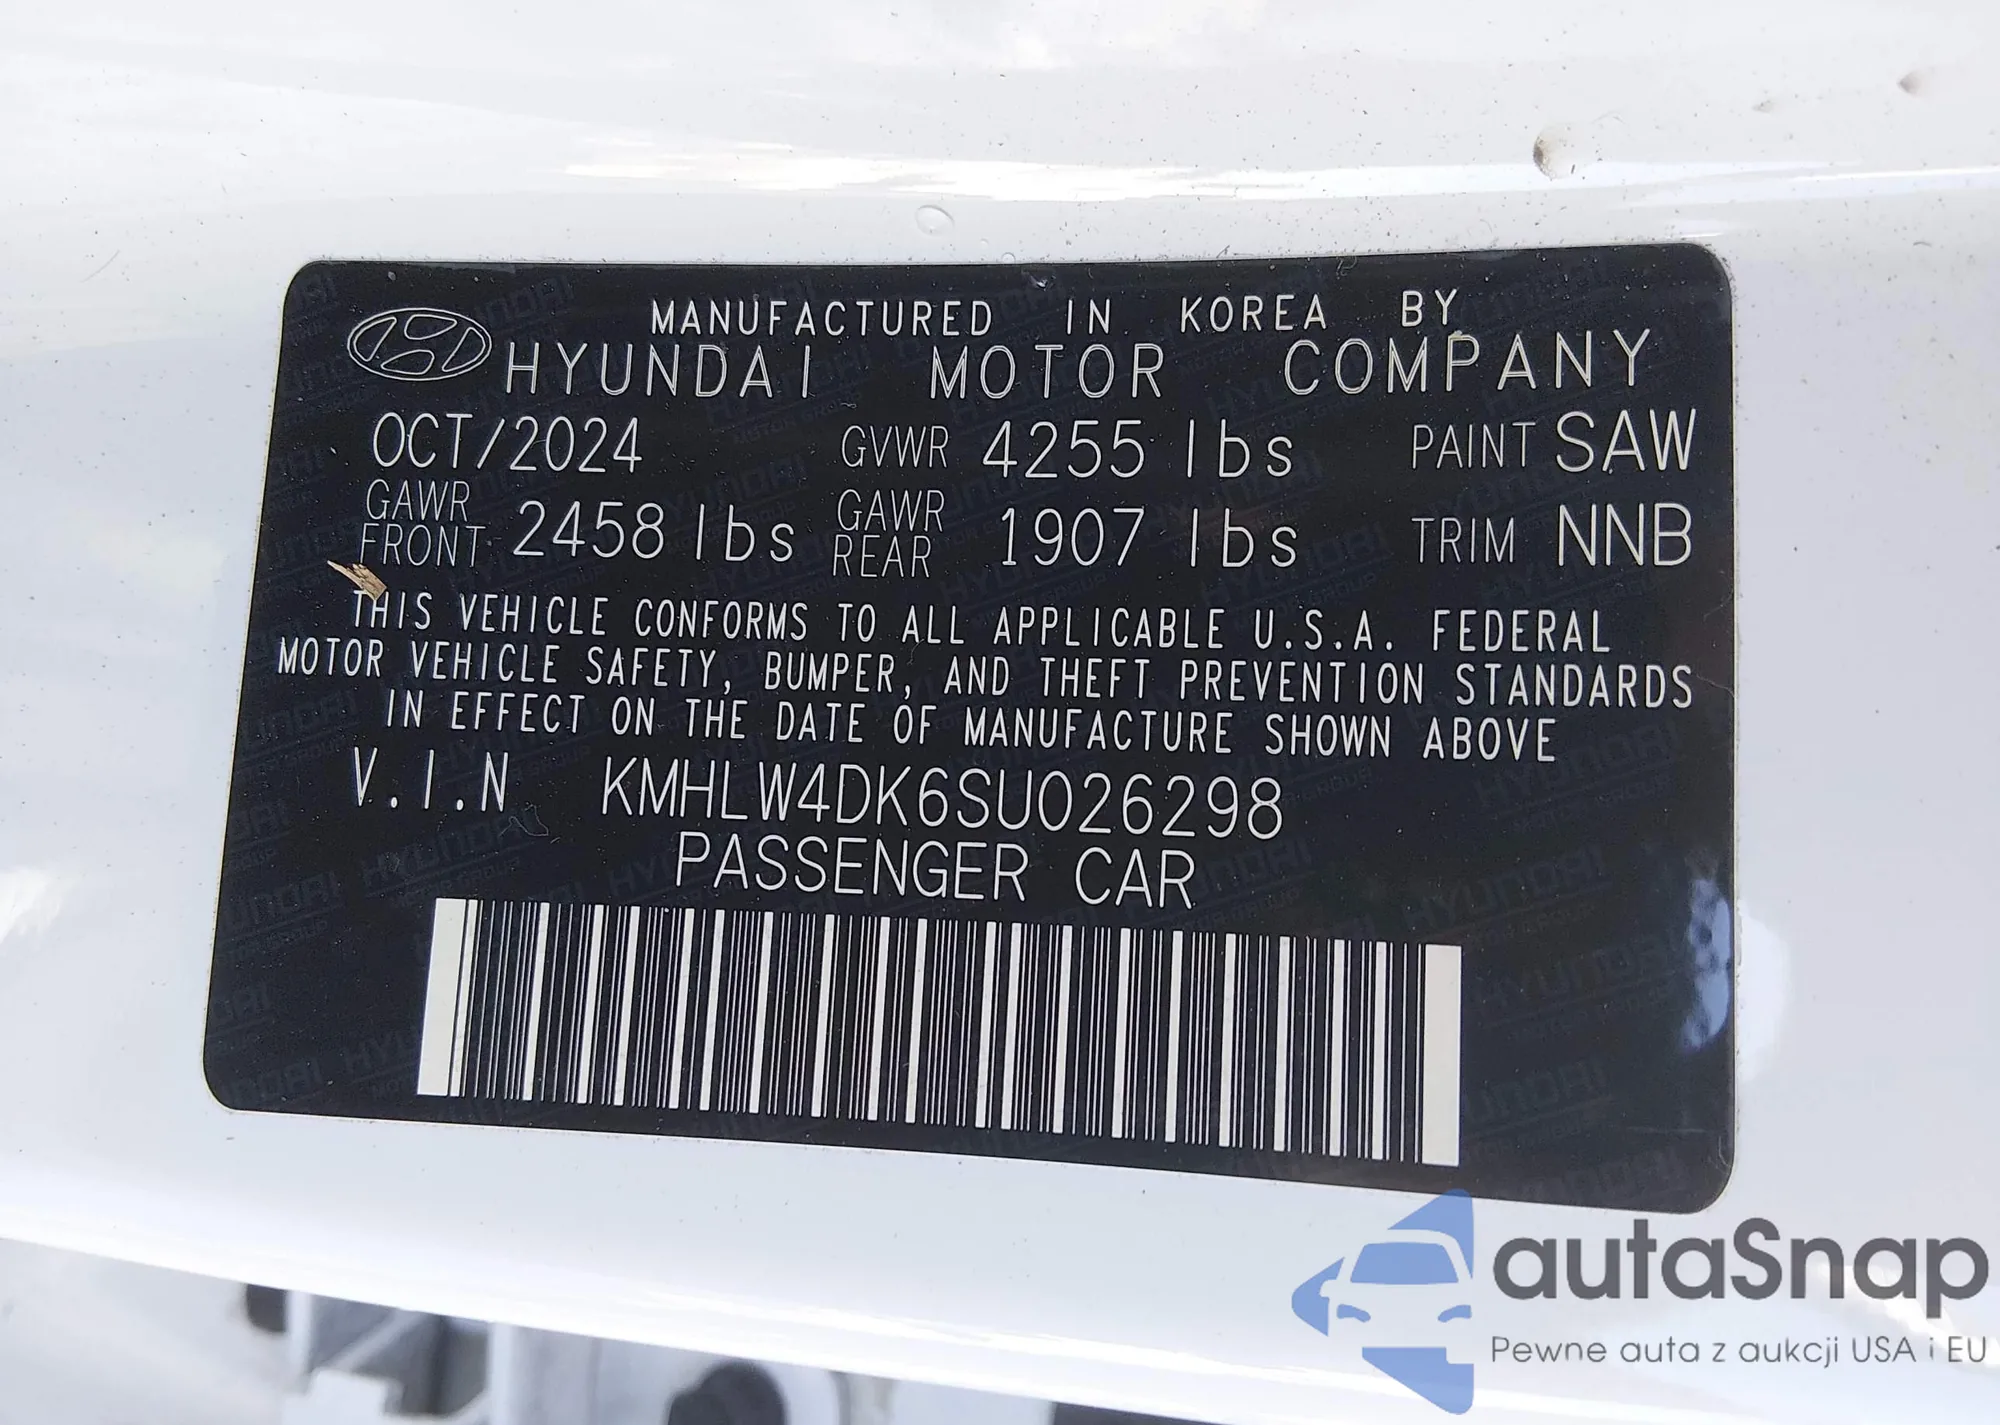 MANUFACTURED IN KOREA BY
HYUNDAI MOTOR COMPANY
OCT/2024 GVWR 4255 lbs PAINT SAW
GAWR FRONT 2458 lbs GAWR REAR 1907 lbs TRIM NNB
THIS VEHICLE CONFORMS TO ALL APPLICABLE U.S.A. FEDERAL
MOTOR VEHICLE SAFETY, BUMPER, AND THEFT PREVENTION STANDARDS
IN EFFECT ON THE DATE OF MANUFACTURE SHOWN ABOVE
V.I.N KMHLW4DK6SU026298
PASSENGER CAR
autaSnap
Pewne auta z aukcji USA i EU